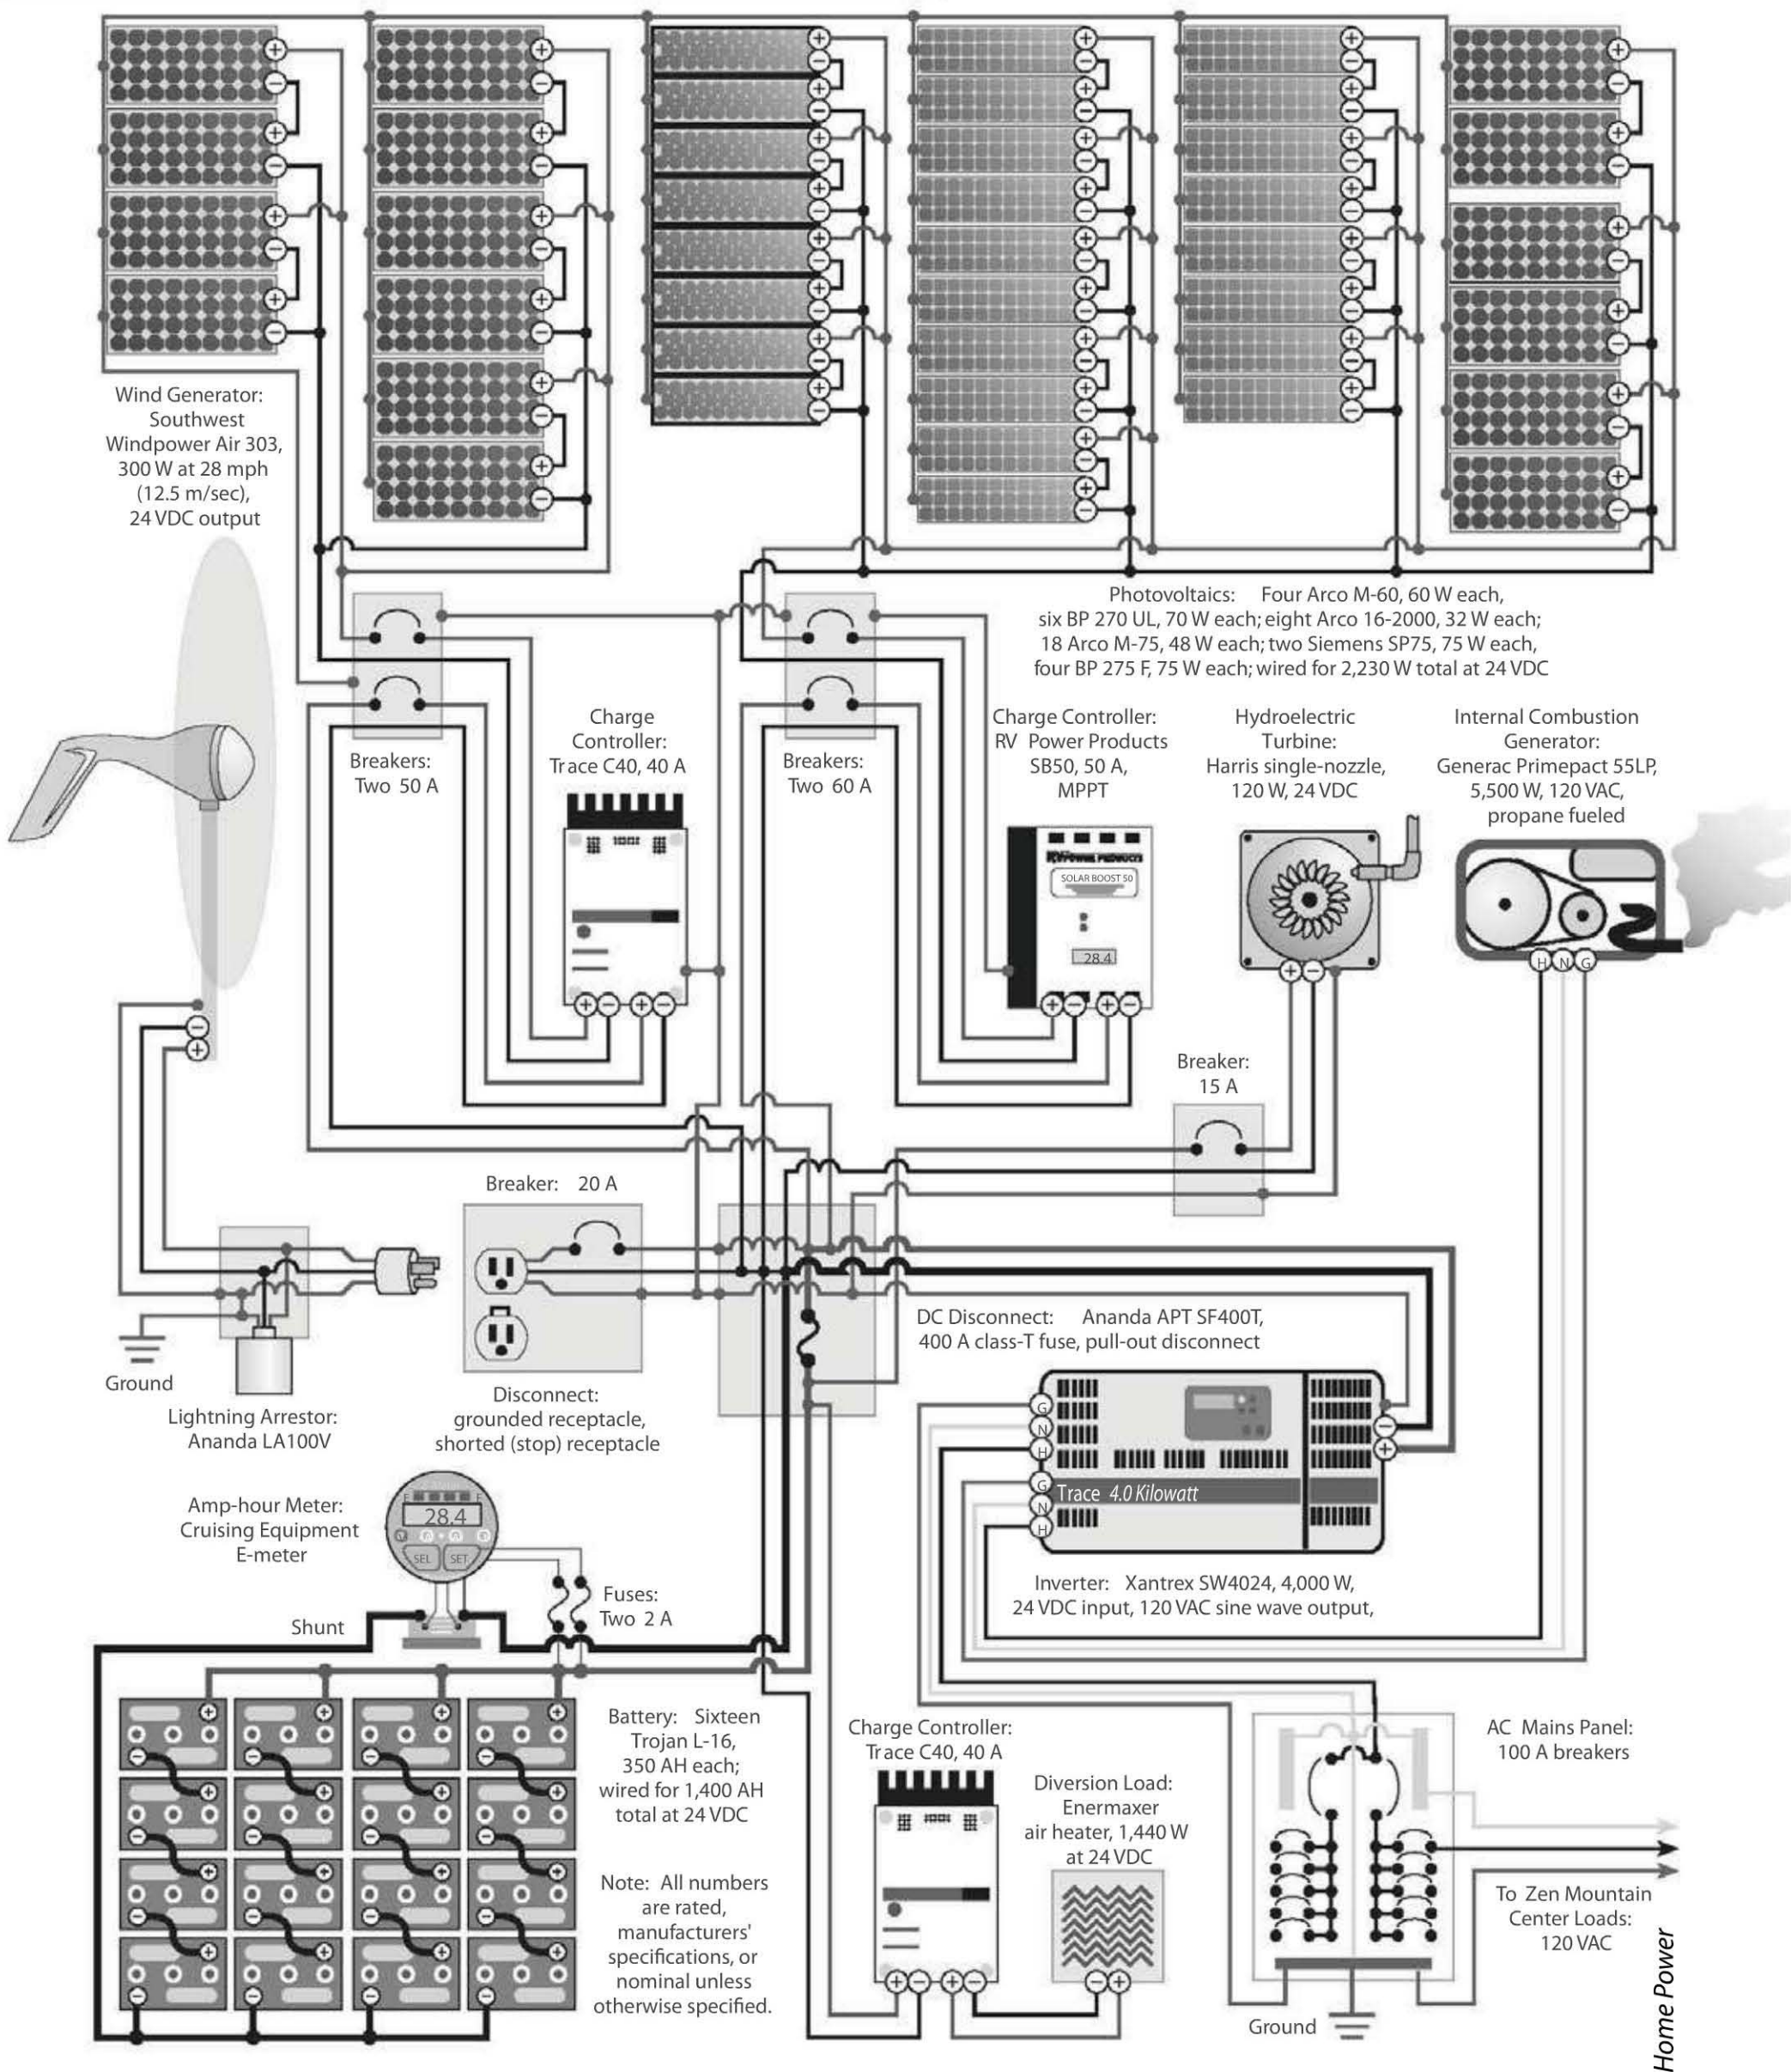 Wind Generator:
Southwest
Windpower Air 303,
300 W at 28 mph
(12.5 m/sec),
24 VDC output
Photovoltaics: Four Arco M-60, 60 W each,
six BP 270 UL, 70 W each; eight Arco 16-2000, 32 W each;
18 Arco M-75, 48 W each; two Siemens SP75, 75 W each,
four BP 275 F, 75 W each; wired for 2,230 W total at 24 VDC
Breakers:
Two 50 A
Charge
Controller:
Trace C40, 40 A
Breakers:
Two 60 A
Charge Controller:
RV Power Products
SB50, 50 A,
MPPT
Hydroelectric
Turbine:
Harris single-nozzle,
120 W, 24 VDC
Internal Combustion
Generator:
Generac Primepact 55LP,
5,500 W, 120 VAC,
propane fueled
RV POWER PRODUCTS
SOLAR BOOST 50
28.4
H N G
Breaker:
15 A
Breaker: 20 A
Ground
Lightning Arrestor:
Ananda LA100V
Disconnect:
grounded receptacle,
shorted (stop) receptacle
DC Disconnect: Ananda APT SF400T,
400 A class-T fuse, pull-out disconnect
G
N
H
G
N
H
Trace 4.0 Kilowatt
Inverter: Xantrex SW4024, 4,000 W,
24 VDC input, 120 VAC sine wave output,
Amp-hour Meter:
Cruising Equipment
E-meter
28.4
SEL SET
Fuses:
Two 2 A
Shunt
Battery: Sixteen
Trojan L-16,
350 AH each;
wired for 1,400 AH
total at 24 VDC
Note: All numbers
are rated,
manufacturers'
specifications, or
nominal unless
otherwise specified.
Charge Controller:
Trace C40, 40 A
Diversion Load:
Enermaxer
air heater, 1,440 W
at 24 VDC
AC Mains Panel:
100 A breakers
To Zen Mountain
Center Loads:
120 VAC
Ground
Home Power